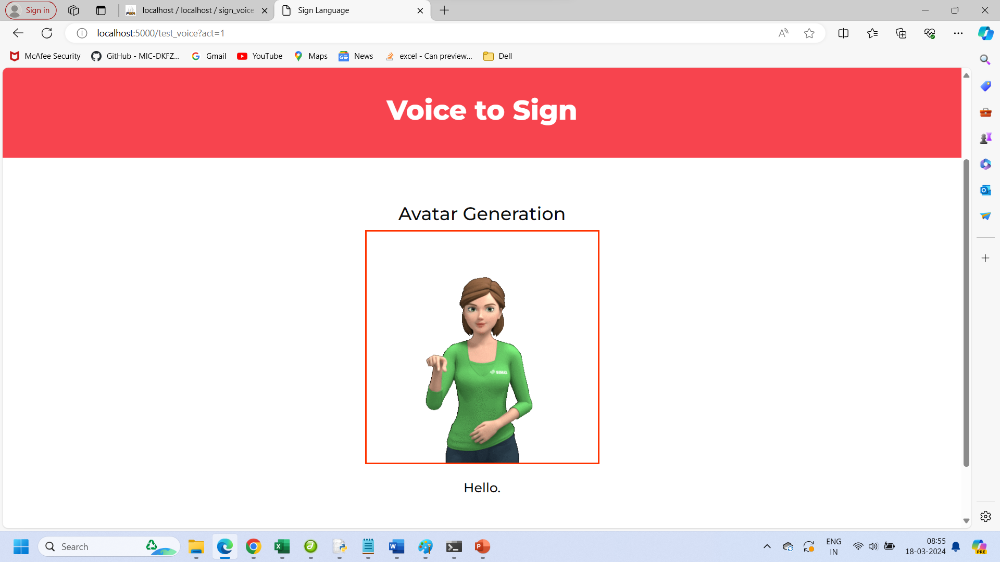 Sign in
localhost / localhost / sign_voice
Sign Language
localhost:5000/test_voice?act=1
McAfee Security
GitHub - MIC-DKFZ...
Gmail
YouTube
Maps
News
excel - Can preview...
Dell
Voice to Sign
Avatar Generation
SIMAX
Hello.
Search
ENG
IN
08:55
18-03-2024
PRE